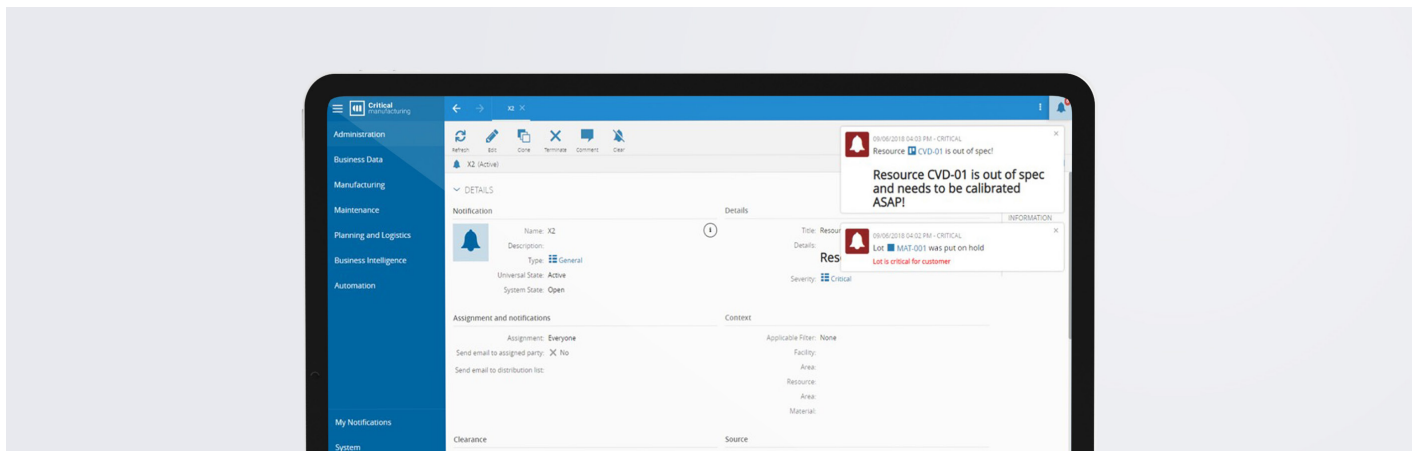 Critical
manufacturing
X2
Administration
Business Data
Manufacturing
Maintenance
Planning and Logistics
Business Intelligence
Automation
My Notifications
System
Refresh
Edit
Clone
Terminate
Comment
Clear
X2 (Active)
DETAILS
Notification
Name: X2
Description:
Type: General
Universal State: Active
System State: Open
Details
Title: Resour
Details:
Res
Severity: Critical
Assignment and notifications
Assignment: Everyone
Send email to assigned party: No
Send email to distribution list:
Context
Applicable Filter: None
Facility:
Area:
Resource:
Area:
Material:
Clearance
Source
09/06/2018 04:03 PM - CRITICAL
Resource CVD-01 is out of spec!
Resource CVD-01 is out of spec
and needs to be calibrated
ASAP!
INFORMATION
09/06/2018 04:02 PM - CRITICAL
Lot MAT-001 was put on hold
Lot is critical for customer